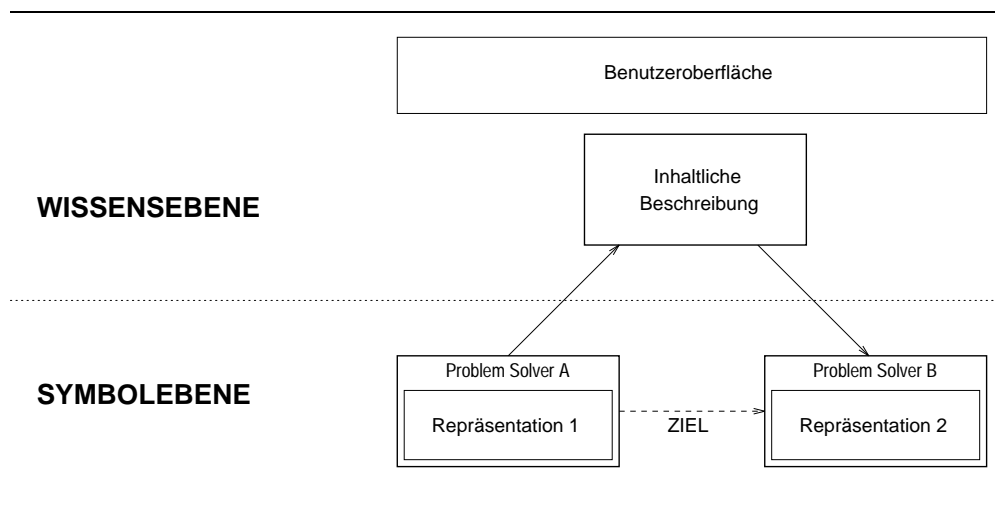 Benutzeroberfläche
Inhaltliche
Beschreibung
WISSENSEBENE
Problem Solver A
Problem Solver B
SYMBOLEBENE
Repräsentation 1
ZIEL
Repräsentation 2